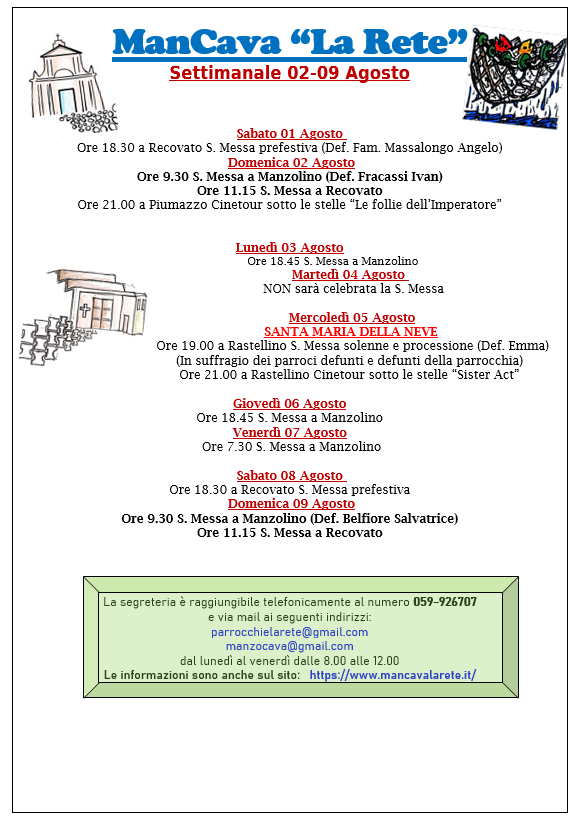 ManCava “La Rete”
Settimanale 02-09 Agosto
Sabato 01 Agosto
Ore 18.30 a Recovato S. Messa prefestiva (Def. Fam. Massalongo Angelo)
Domenica 02 Agosto
Ore 9.30 S. Messa a Manzolino (Def. Fracassi Ivan)
Ore 11.15 S. Messa a Recovato
Ore 21.00 a Piumazzo Cinetour sotto le stelle “Le follie dell’Imperatore”
Lunedì 03 Agosto
Ore 18.45 S. Messa a Manzolino
Martedì 04 Agosto
NON sarà celebrata la S. Messa
Mercoledì 05 Agosto
SANTA MARIA DELLA NEVE
Ore 19.00 a Rastellino S. Messa solenne e processione (Def. Emma)
(In suffragio dei parroci defunti e defunti della parrocchia)
Ore 21.00 a Rastellino Cinetour sotto le stelle “Sister Act”
Giovedì 06 Agosto
Ore 18.45 S. Messa a Manzolino
Venerdì 07 Agosto
Ore 7.30 S. Messa a Manzolino
Sabato 08 Agosto
Ore 18.30 a Recovato S. Messa prefestiva
Domenica 09 Agosto
Ore 9.30 S. Messa a Manzolino (Def. Belfiore Salvatrice)
Ore 11.15 S. Messa a Recovato
La segreteria è raggiungibile telefonicamente al numero 059-926707
e via mail ai seguenti indirizzi:
parrocchielarete@gmail.com
manzocava@gmail.com
dal lunedì al venerdì dalle 8.00 alle 12.00
Le informazioni sono anche sul sito: https://www.mancavalarete.it/